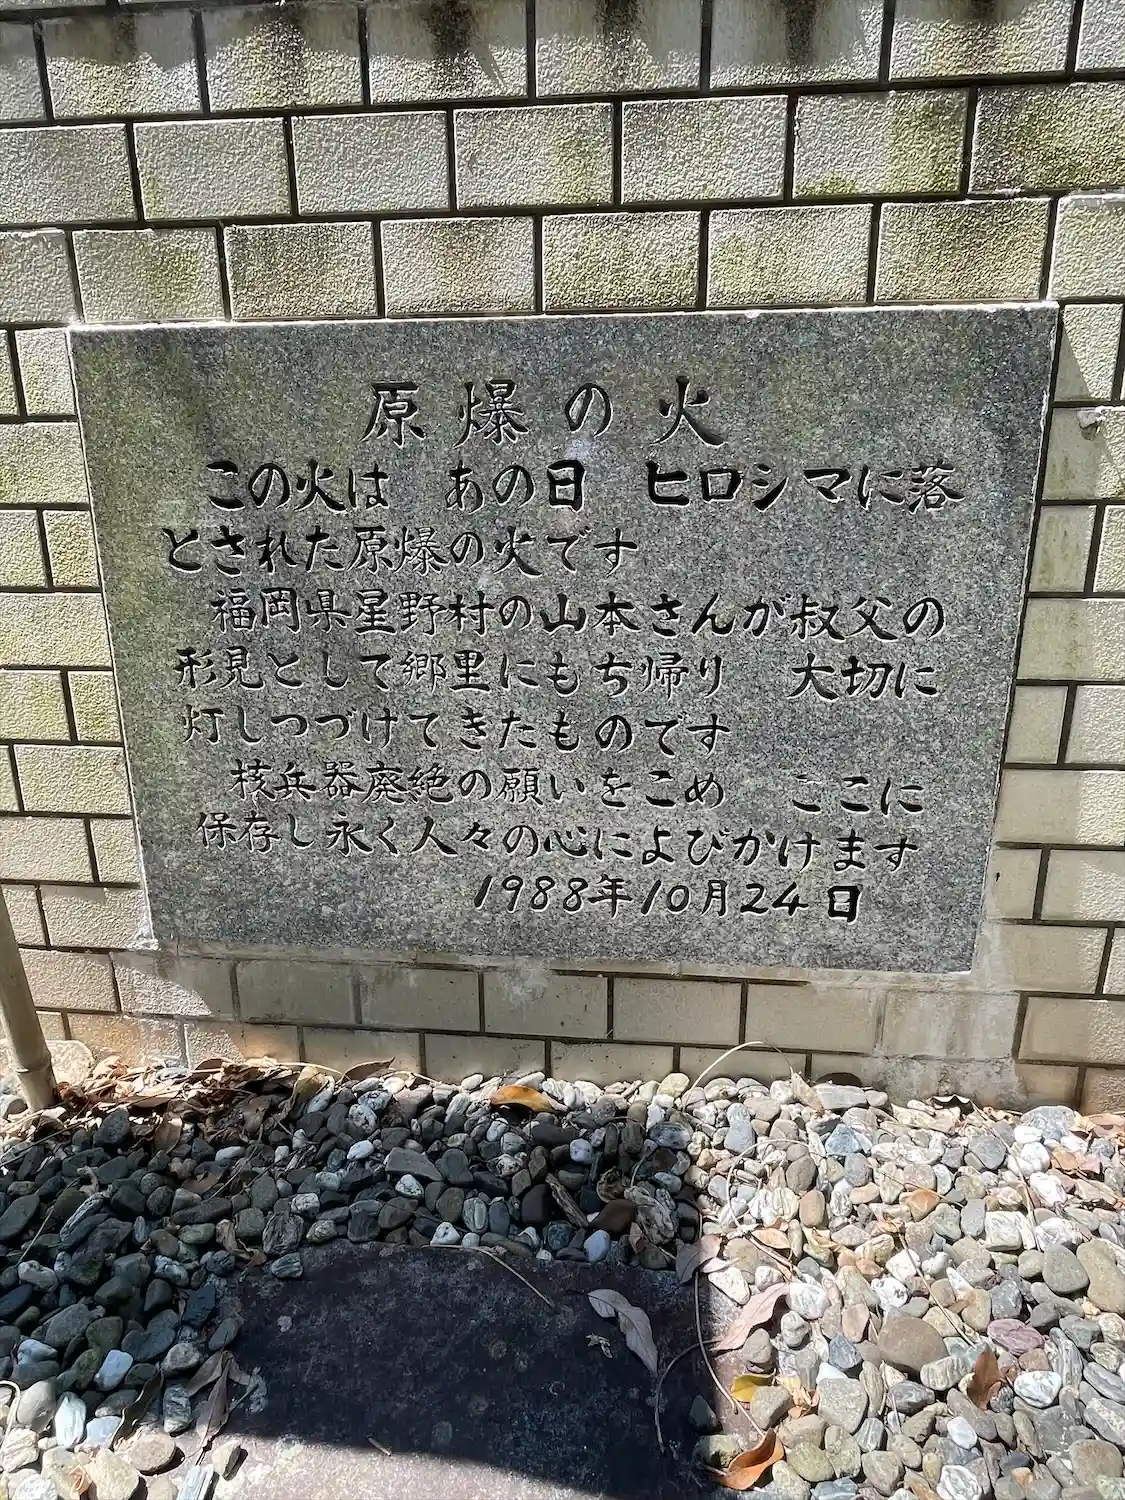 原爆の火
この火は　あの日　ヒロシマに落
とされた原爆の火です
福岡県星野村の山本さんが叔父の
形見として郷里にもち帰り　大切に
灯しつづけてきたものです
核兵器廃絶の願いをこめ　ここに
保存し永く人々の心によびかけます
1988年10月24日